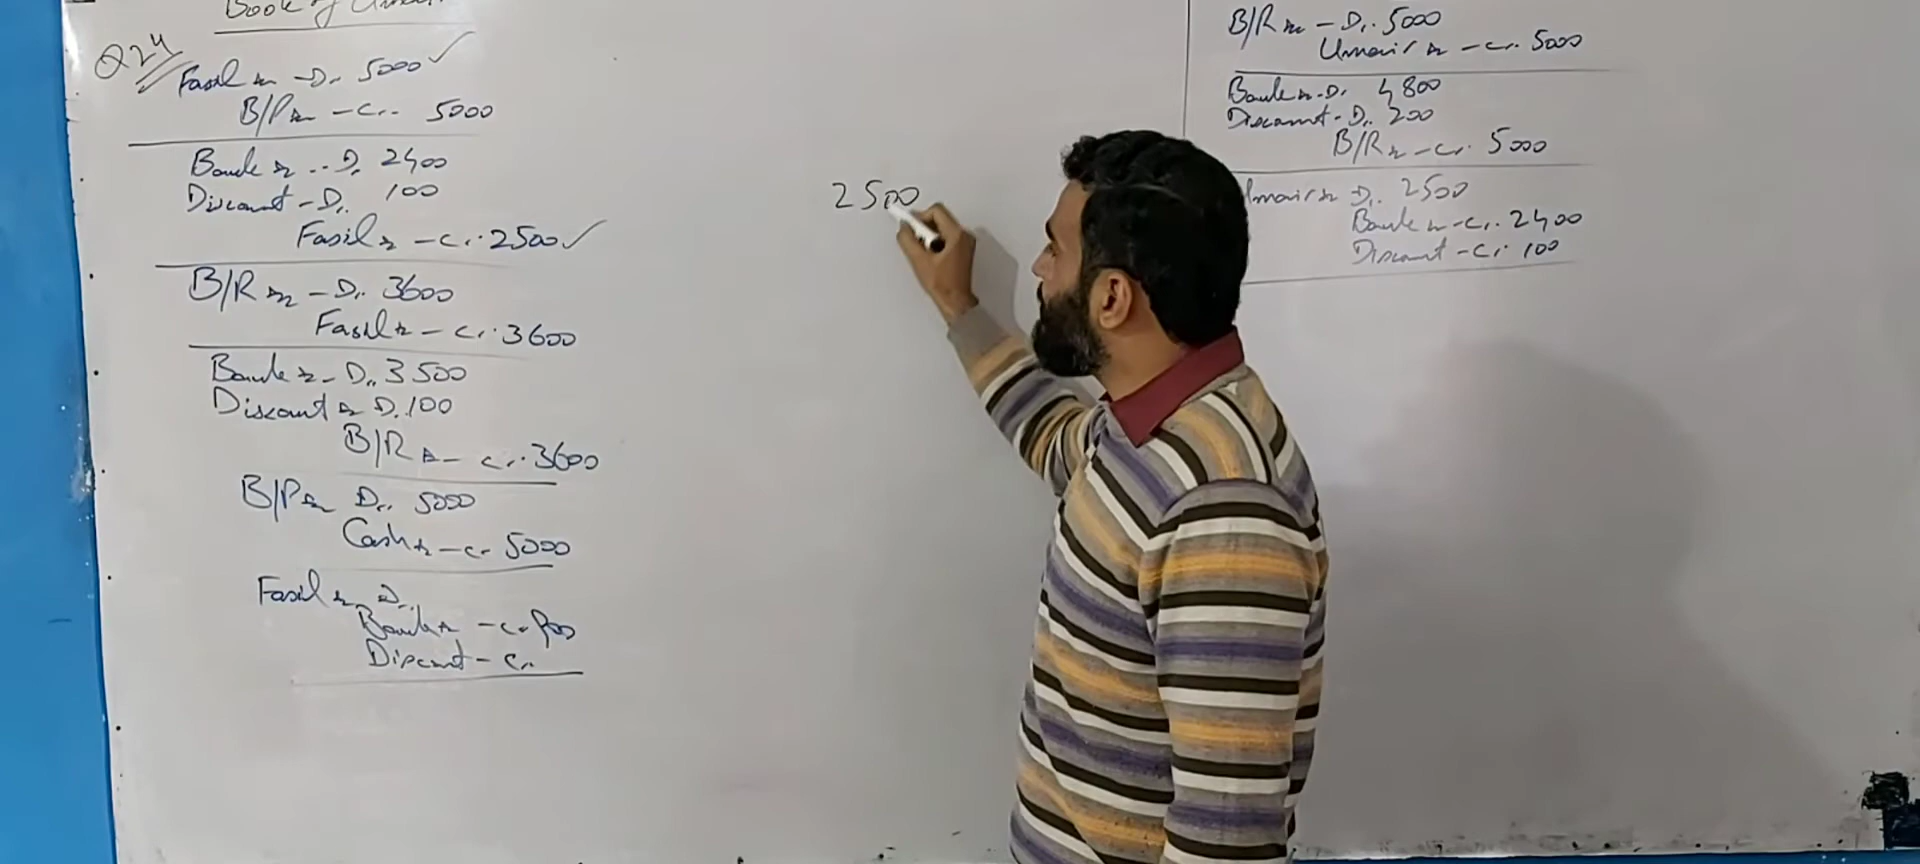 Book of
Q24
Fasil - Dr. 5000 ✓
B/P - Cr. 5000
Bank - Dr. 2400
Discount - Dr. 100
Fasil - Cr. 2500 ✓
B/R - Dr. 3600
Fasil - Cr. 3600
Bank - Dr. 3500
Discount Dr. 100
B/R - Cr. 3600
B/P Dr. 5000
Cash - Cr. 5000
Fasil Dr.
Bank - Cr.
Discount - Cr.
2500
B/R - Dr. 5000
Umair - Cr. 5000
Bank - Dr. 4800
Discount - Dr. 200
B/R - Cr. 5000
Umair Dr. 2500
Bank - Cr. 2400
Discount - Cr. 100